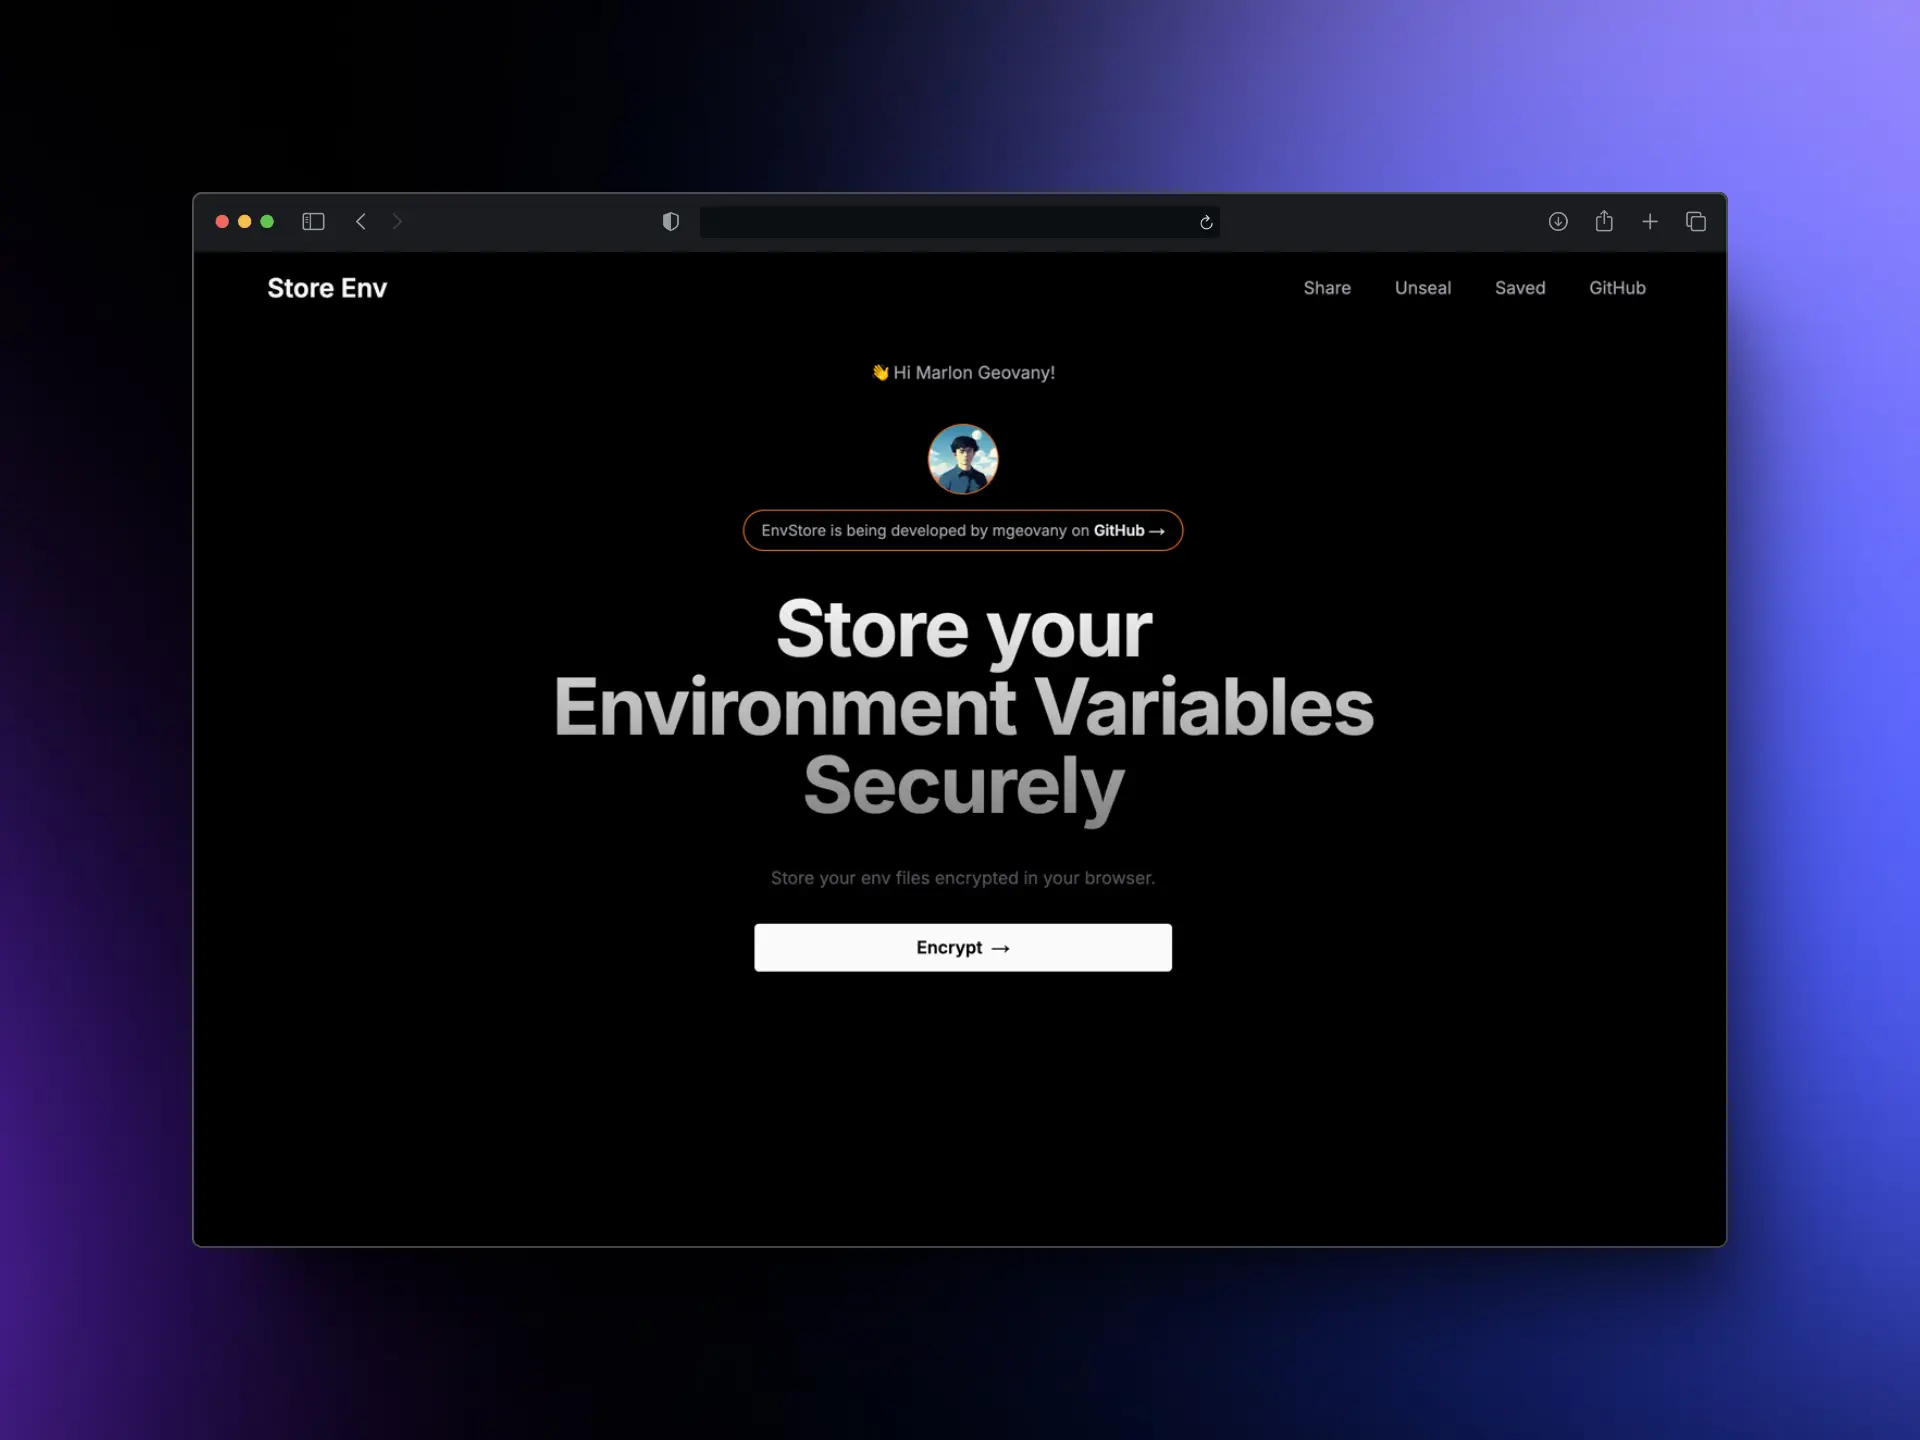 Store Env
Share
Unseal
Saved
GitHub
👋 Hi Marlon Geovany!
EnvStore is being developed by mgeovany on GitHub →
Store your
Environment Variables
Securely
Store your env files encrypted in your browser.
Encrypt →